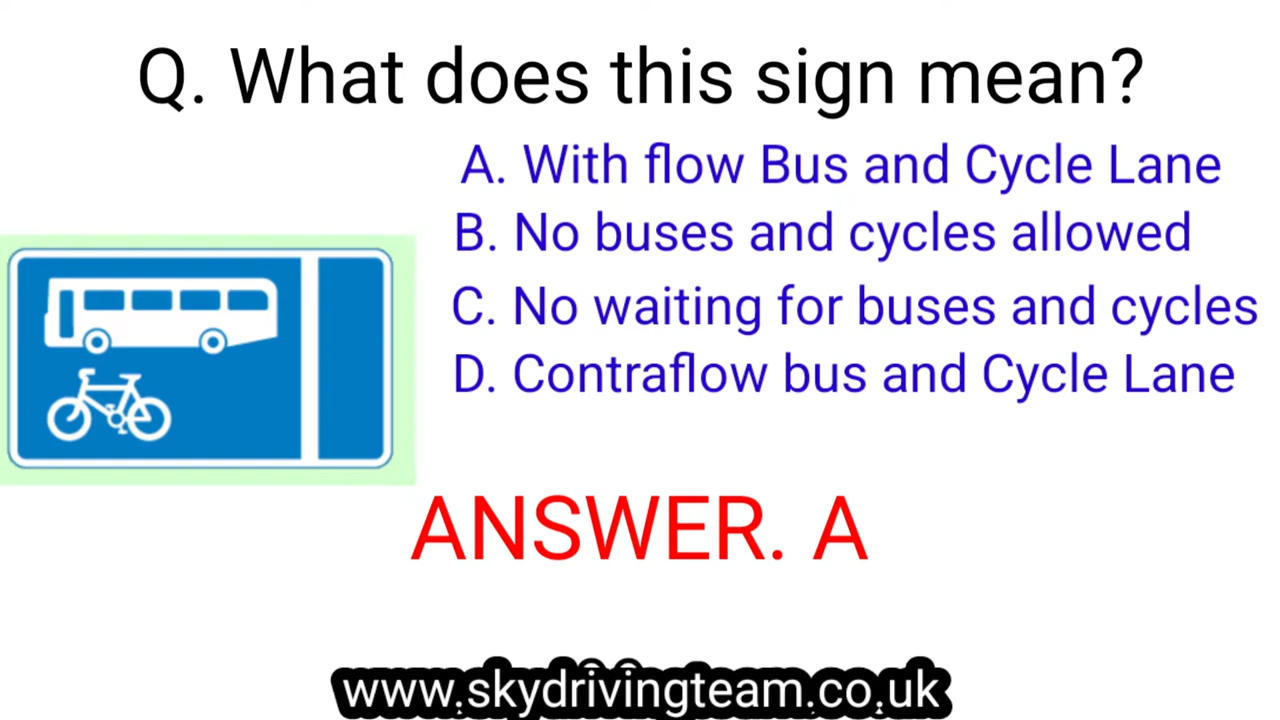 Q. What does this sign mean?
A. With flow Bus and Cycle Lane
B. No buses and cycles allowed
C. No waiting for buses and cycles
D. Contraflow bus and Cycle Lane
ANSWER. A
www.skydrivingteam.co.uk